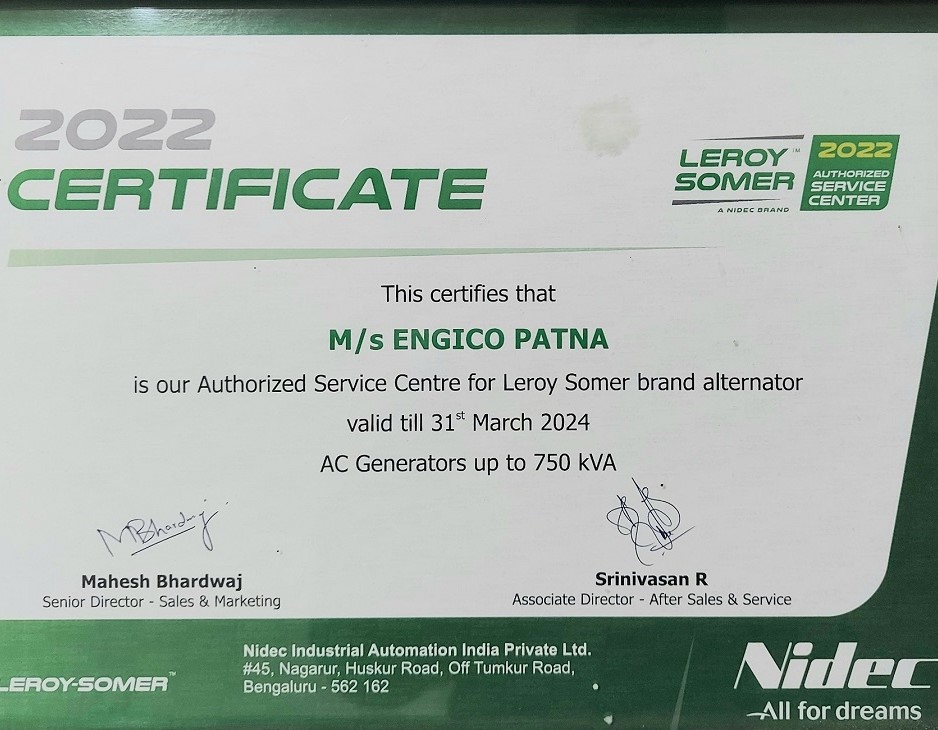 2022
CERTIFICATE
LEROY™
SOMER
A NIDEC BRAND
2022
AUTHORIZED
SERVICE
CENTER
This certifies that
M/s ENGICO PATNA
is our Authorized Service Centre for Leroy Somer brand alternator
valid till 31st March 2024
AC Generators up to 750 kVA
MBhardwaj
Mahesh Bhardwaj
Senior Director - Sales & Marketing
Srinivasan R
Associate Director - After Sales & Service
LEROY-SOMER™
Nidec Industrial Automation India Private Ltd.
#45, Nagarur, Huskur Road, Off Tumkur Road,
Bengaluru - 562 162
Nidec
All for dreams